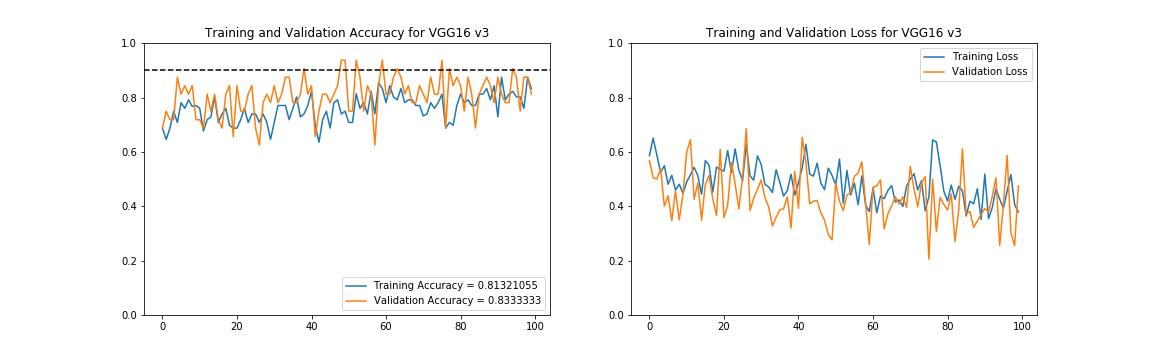 Training and Validation Accuracy for VGG16 v3
1.0
0.8
0.6
0.4
0.2
0.0
0 20 40 60 80 100
Training Accuracy = 0.81321055
Validation Accuracy = 0.8333333
Training and Validation Loss for VGG16 v3
1.0
0.8
0.6
0.4
0.2
0.0
0 20 40 60 80 100
Training Loss
Validation Loss